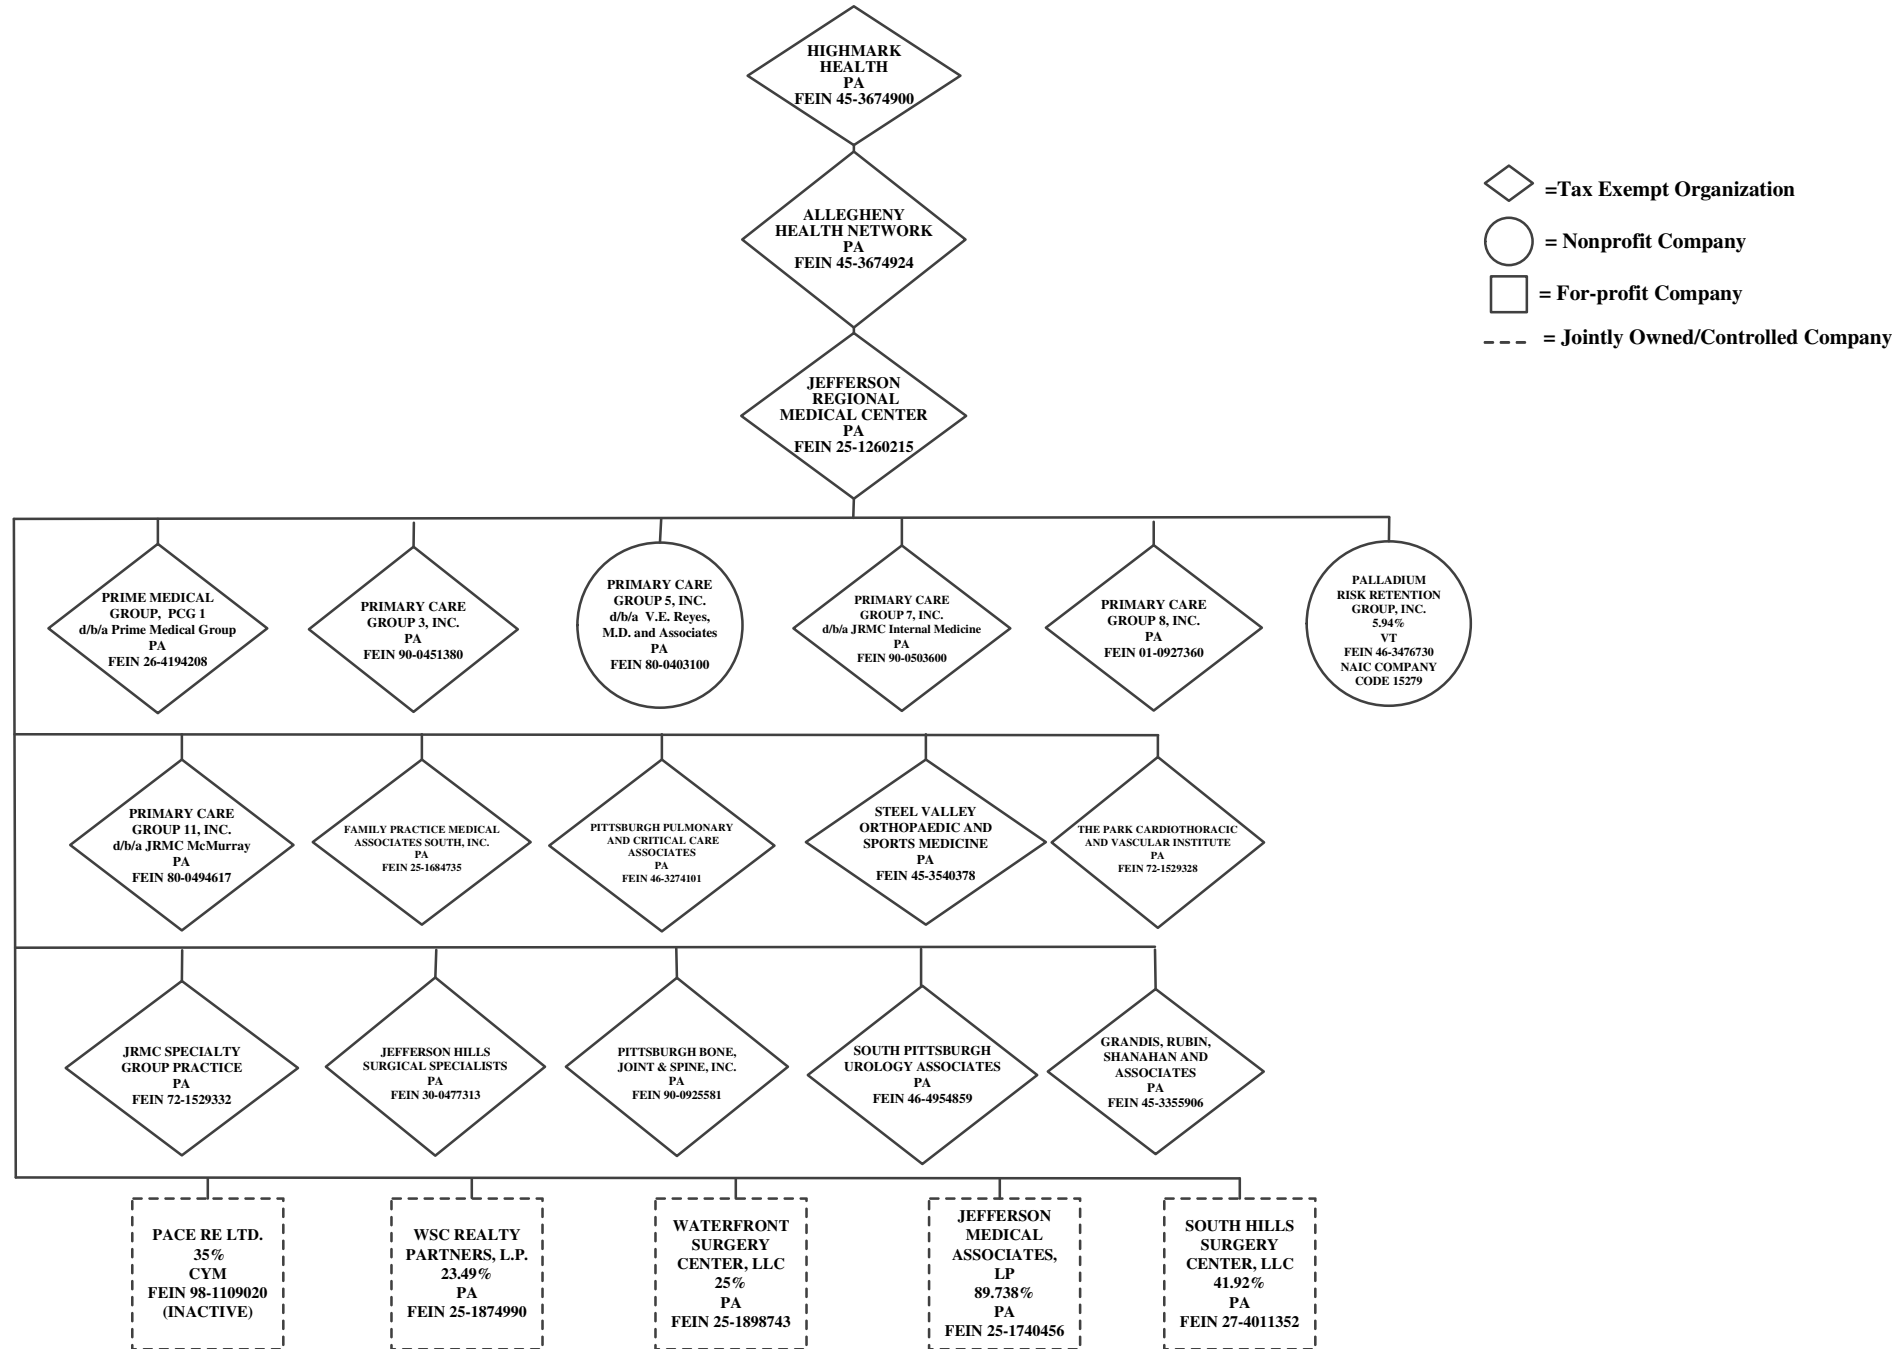 HIGHMARK
HEALTH
PA
FEIN 45-3674900
ALLEGHENY
HEALTH NETWORK
PA
FEIN 45-3674924
JEFFERSON
REGIONAL
MEDICAL CENTER
PA
FEIN 25-1260215
=Tax Exempt Organization
= Nonprofit Company
= For-profit Company
= Jointly Owned/Controlled Company
PRIME MEDICAL
GROUP, PCG 1
d/b/a Prime Medical Group
PA
FEIN 26-4194208
PRIMARY CARE
GROUP 3, INC.
PA
FEIN 90-0451380
PRIMARY CARE
GROUP 5, INC.
d/b/a V.E. Reyes,
M.D. and Associates
PA
FEIN 80-0403100
PRIMARY CARE
GROUP 7, INC.
d/b/a JRMC Internal Medicine
PA
FEIN 90-0503600
PRIMARY CARE
GROUP 8, INC.
PA
FEIN 01-0927360
PALLADIUM
RISK RETENTION
GROUP, INC.
5.94%
VT
FEIN 46-3476730
NAIC COMPANY
CODE 15279
PRIMARY CARE
GROUP 11, INC.
d/b/a JRMC McMurray
PA
FEIN 80-0494617
FAMILY PRACTICE MEDICAL
ASSOCIATES SOUTH, INC.
PA
FEIN 25-1684735
PITTSBURGH PULMONARY
AND CRITICAL CARE
ASSOCIATES
PA
FEIN 46-3274101
STEEL VALLEY
ORTHOPAEDIC AND
SPORTS MEDICINE
PA
FEIN 45-3540378
THE PARK CARDIOTHORACIC
AND VASCULAR INSTITUTE
PA
FEIN 72-1529328
JRMC SPECIALTY
GROUP PRACTICE
PA
FEIN 72-1529332
JEFFERSON HILLS
SURGICAL SPECIALISTS
PA
FEIN 30-0477313
PITTSBURGH BONE,
JOINT & SPINE, INC.
PA
FEIN 90-0925581
SOUTH PITTSBURGH
UROLOGY ASSOCIATES
PA
FEIN 46-4954859
GRANDIS, RUBIN,
SHANAHAN AND
ASSOCIATES
PA
FEIN 45-3355906
PACE RE LTD.
35%
CYM
FEIN 98-1109020
(INACTIVE)
WSC REALTY
PARTNERS, L.P.
23.49%
PA
FEIN 25-1874990
WATERFRONT
SURGERY
CENTER, LLC
25%
PA
FEIN 25-1898743
JEFFERSON
MEDICAL
ASSOCIATES,
LP
89.738%
PA
FEIN 25-1740456
SOUTH HILLS
SURGERY
CENTER, LLC
41.92%
PA
FEIN 27-4011352